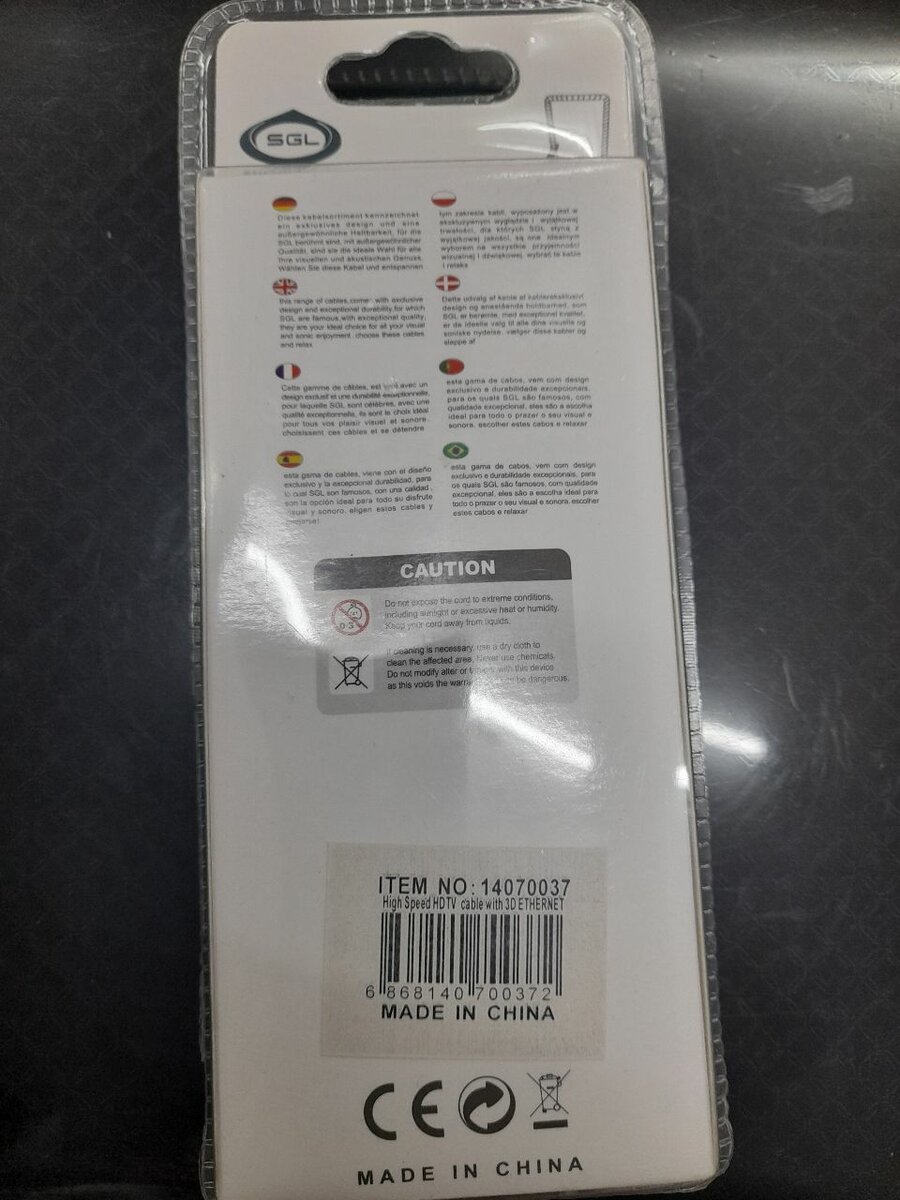 SGL
Diese kabelsortiment kennzeichnet
ein exklusives design und eine
außergewöhnliche Haltbarkeit, für die
SGL berühmt sind, mit außergewöhnlicher
Qualität, sind sie die ideale Wahl für alle
Ihre visuellen und akustischen Genuss.
Wählen Sie diese Kabel und entspannen
this range of cables,come with exclusive
design and exceptional durability,for which
SGL are famous,with exceptional quality,
they are your ideal choice for all your visual
and sonic enjoyment. choose these cables
and relax
Cette gamme de câbles, est livré avec un
design exclusif et une durabilité exceptionnelle,
pour laquelle SGL sont célèbres, avec une
qualité exceptionnelle, ils sont le choix idéal
pour tous vos plaisir visuel et sonore.
choisissent ces câbles et se détendre
esta gama de cables, viene con el diseño
exclusivo y la excepcional durabilidad, para
lo qual SGL son famosos, con una calidad
son la opción ideal para todo su disfrute
visual y sonoro. eligen estos cables y
tym zakresie kabli, wyposażony jest w
ekskluzywnym wyglądzie i wyjątkowej
trwałości, dla których SGL słyną z
wyjątkowej jakości, są one idealnym
wyborem na wszystkie przyjemności
wizualnej i dźwiękowej. wybrać te kable
i relaks
Dette udvalg af
design og enestående holdbarhed, som
SGL er berømte, med exceptionel kvalitet,
er de ideelle valg til alle dine visuelle og
soniske nydelse. vælger disse kabler og
slappe af
esta gama de cabos, vem com design
exclusivo e durabilidade excepcionais,
para os quais SGL são famosas, com
qualidade excepcional, eles são a escolha
ideal para todo o prazer o seu visual e
sonora. escolher estes cabos e relaxar
esta gama de cabos, vem com design
exclusivo e durabilidade excepcionais, para
os quais SGL são famosas, com qualidade
excepcional, eles são a escolha ideal para
todo o prazer o seu visual e sonora. escolher
estes cabos e relaxar
CAUTION
Do not expose the cord to extreme conditions,
including sunlight or excessive heat or humidity.
Keep your cord away from liquids.
0-3
If cleaning is necessary, use a dry cloth to
clean the affected area. Never use chemicals.
Do not modify alter or with this device
as this voids the be dangerous.
ITEM NO: 14070037
High Speed HDTV cable with 3D ETHERNET
6 868140 700372
MADE IN CHINA
CE
MADE IN CHINA